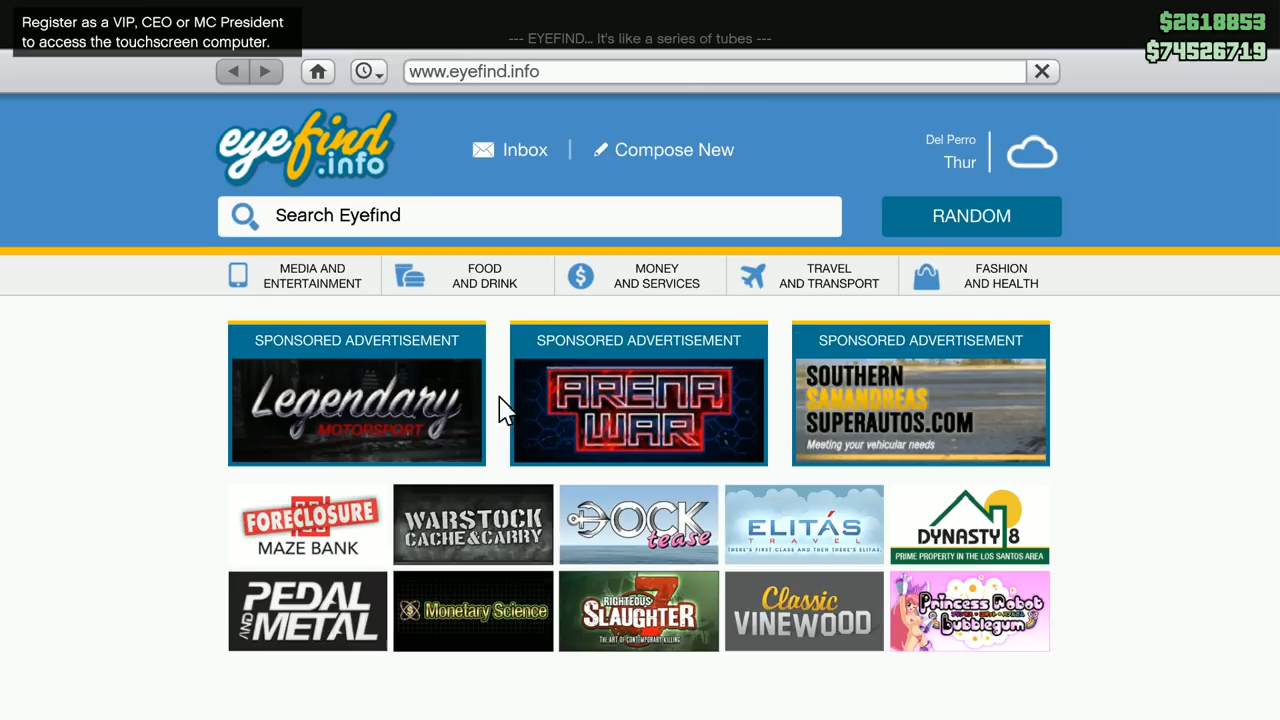 Register as a VIP, CEO or MC President
to access the touchscreen computer.
--- EYEFIND... It's like a series of tubes ---
$2618853
$74526719
www.eyefind.info
eyefind
.info
Inbox
Compose New
Del Perro
Thur
Search Eyefind
RANDOM
MEDIA AND
ENTERTAINMENT
FOOD
AND DRINK
MONEY
AND SERVICES
TRAVEL
AND TRANSPORT
FASHION
AND HEALTH
SPONSORED ADVERTISEMENT
Legendary
MOTORSPORT
SPONSORED ADVERTISEMENT
ARENA
WAR
SPONSORED ADVERTISEMENT
SOUTHERN
SANANDREAS
SUPERAUTOS.COM
Meeting your vehicular needs
FORECLOSURE
MAZE BANK
WARSTOCK
CACHE&CARRY
DOCK
tease
ELITÁS
TRAVEL
THERE'S FIRST CLASS AND THEN THERE'S ELITAS.
DYNASTY 8
PRIME PROPERTY IN THE LOS SANTOS AREA
PEDAL
AND METAL
Monetary Science
RIGHTEOUS
SLAUGHTER
7
THE ART OF CONTEMPORARY KILLING
Classic
VINEWOOD
Princess Robot
Bubblegum